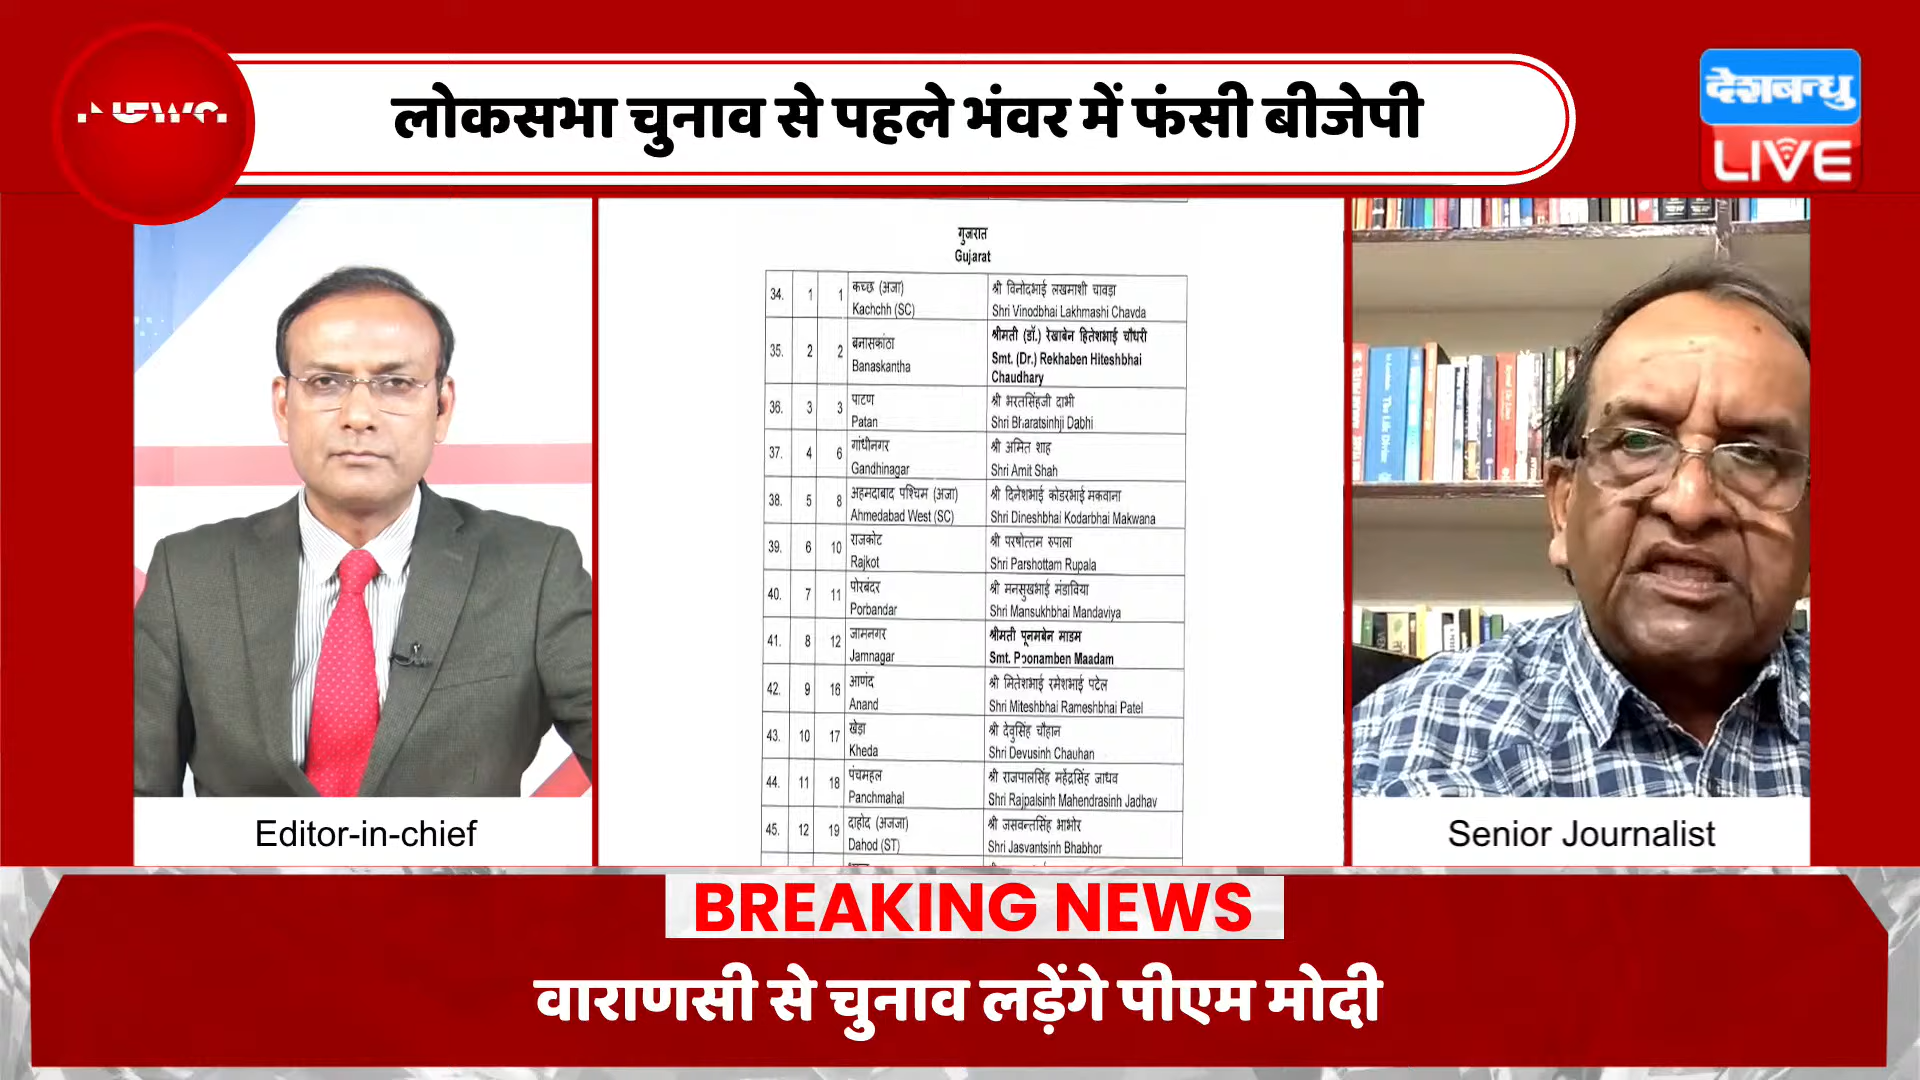 NEWS
लोकसभा चुनाव से पहले भंवर में फंसी बीजेपी
देशबन्धु
LIVE
गुजरात
Gujarat
34. 1 1 कच्छ (अजा) श्री विनोदभाई लखमाशी चावड़ा
Kachchh (SC) Shri Vinodbhai Lakhmashi Chavda
35. 2 2 बनासकांठा श्रीमती (डॉ.) रेखाबेन हितेशभाई चौधरी
Banaskantha Smt. (Dr.) Rekhaben Hiteshbhai
Chaudhary
36. 3 3 पाटण श्री भरतसिंहजी दाभी
Patan Shri Bharatsinhji Dabhi
37. 4 6 गांधीनगर श्री अमित शाह
Gandhinagar Shri Amit Shah
38. 5 8 अहमदाबाद पश्चिम (अजा) श्री दिनेशभाई कोडरभाई मकवाना
Ahmedabad West (SC) Shri Dineshbhai Kodarbhai Makwana
39. 6 10 राजकोट श्री परषोत्तम रुपाला
Rajkot Shri Parshottam Rupala
40. 7 11 पोरबंदर श्री मनसुखभाई मंडाविया
Porbandar Shri Mansukhbhai Mandaviya
41. 8 12 जामनगर श्रीमती पूनमबेन माडम
Jamnagar Smt. Poonamben Maadam
42. 9 16 आणंद श्री मितेशभाई रमेशभाई पटेल
Anand Shri Miteshbhai Rameshbhai Patel
43. 10 17 खेड़ा श्री देवुसिंह चौहान
Kheda Shri Devusinh Chauhan
44. 11 18 पंचमहल श्री राजपालसिंह महेंद्रसिंह जाधव
Panchmahal Shri Rajpalsinh Mahendrasinh Jadhav
45. 12 19 दाहोद (अजजा) श्री जसवन्तसिंह भाभोर
Dahod (ST) Shri Jasvantsinh Bhabhor
Editor-in-chief
Senior Journalist
BREAKING NEWS
वाराणसी से चुनाव लड़ेंगे पीएम मोदी